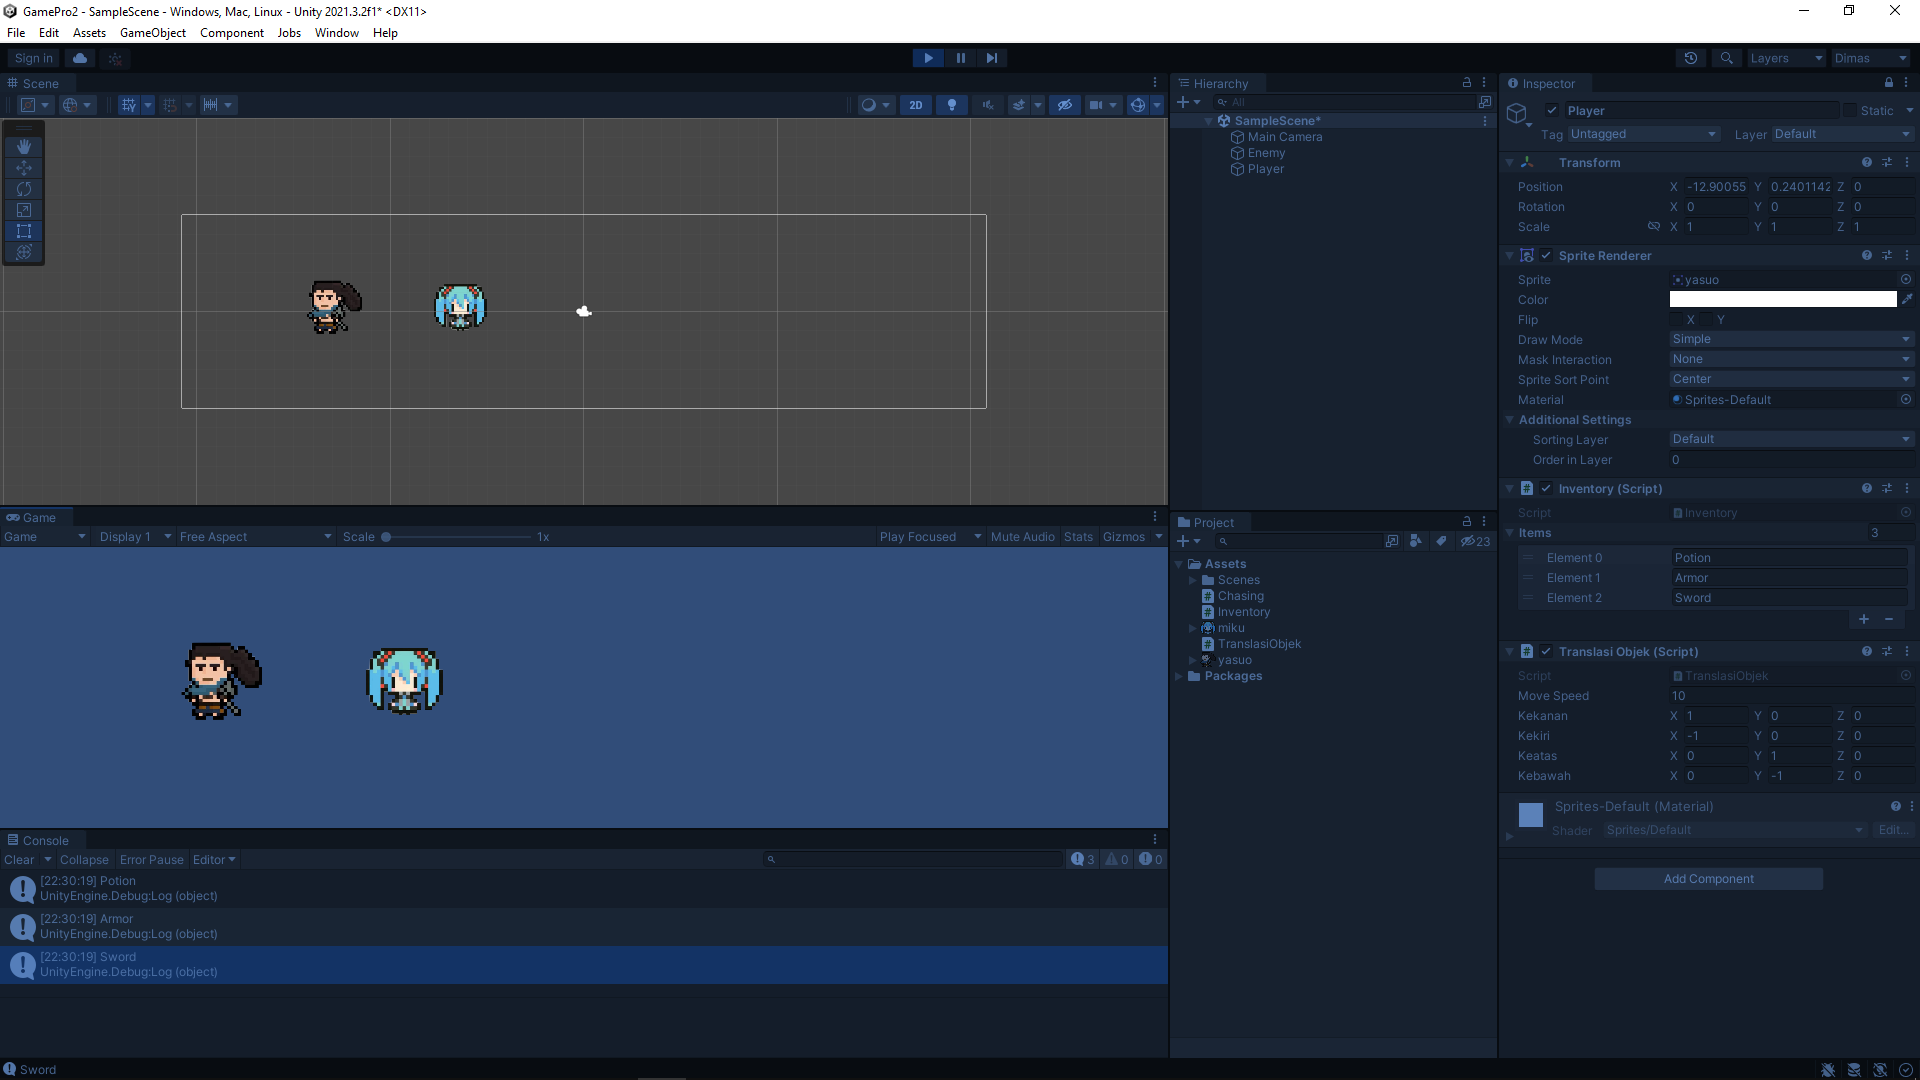 GamePro2 - SampleScene - Windows, Mac, Linux - Unity 2021.3.2f1* <DX11>
File Edit Assets GameObject Component Jobs Window Help
Sign in
Layers
Dimas
Scene
2D
Game
Game Display 1 Free Aspect Scale 1x Play Focused Mute Audio Stats Gizmos
Console
Clear Collapse Error Pause Editor 3 0 0
[22:30:19] Potion
UnityEngine.Debug:Log (object)
[22:30:19] Armor
UnityEngine.Debug:Log (object)
[22:30:19] Sword
UnityEngine.Debug:Log (object)
Sword
Hierarchy
All
SampleScene*
Main Camera
Enemy
Player
Project
23
Assets
Scenes
Chasing
Inventory
miku
TranslasiObjek
yasuo
Packages
Inspector
Player Static
Tag Untagged Layer Default
Transform
Position X -12.90055 Y 0.2401142 Z 0
Rotation X 0 Y 0 Z 0
Scale X 1 Y 1 Z 1
Sprite Renderer
Sprite yasuo
Color
Flip X Y
Draw Mode Simple
Mask Interaction None
Sprite Sort Point Center
Material Sprites-Default
Additional Settings
Sorting Layer Default
Order in Layer 0
Inventory (Script)
Script Inventory
Items 3
Element 0 Potion
Element 1 Armor
Element 2 Sword
Translasi Objek (Script)
Script TranslasiObjek
Move Speed 10
Kekanan X 1 Y 0 Z 0
Kekiri X -1 Y 0 Z 0
Keatas X 0 Y 1 Z 0
Kebawah X 0 Y -1 Z 0
Sprites-Default (Material)
Shader Sprites/Default Edit...
Add Component